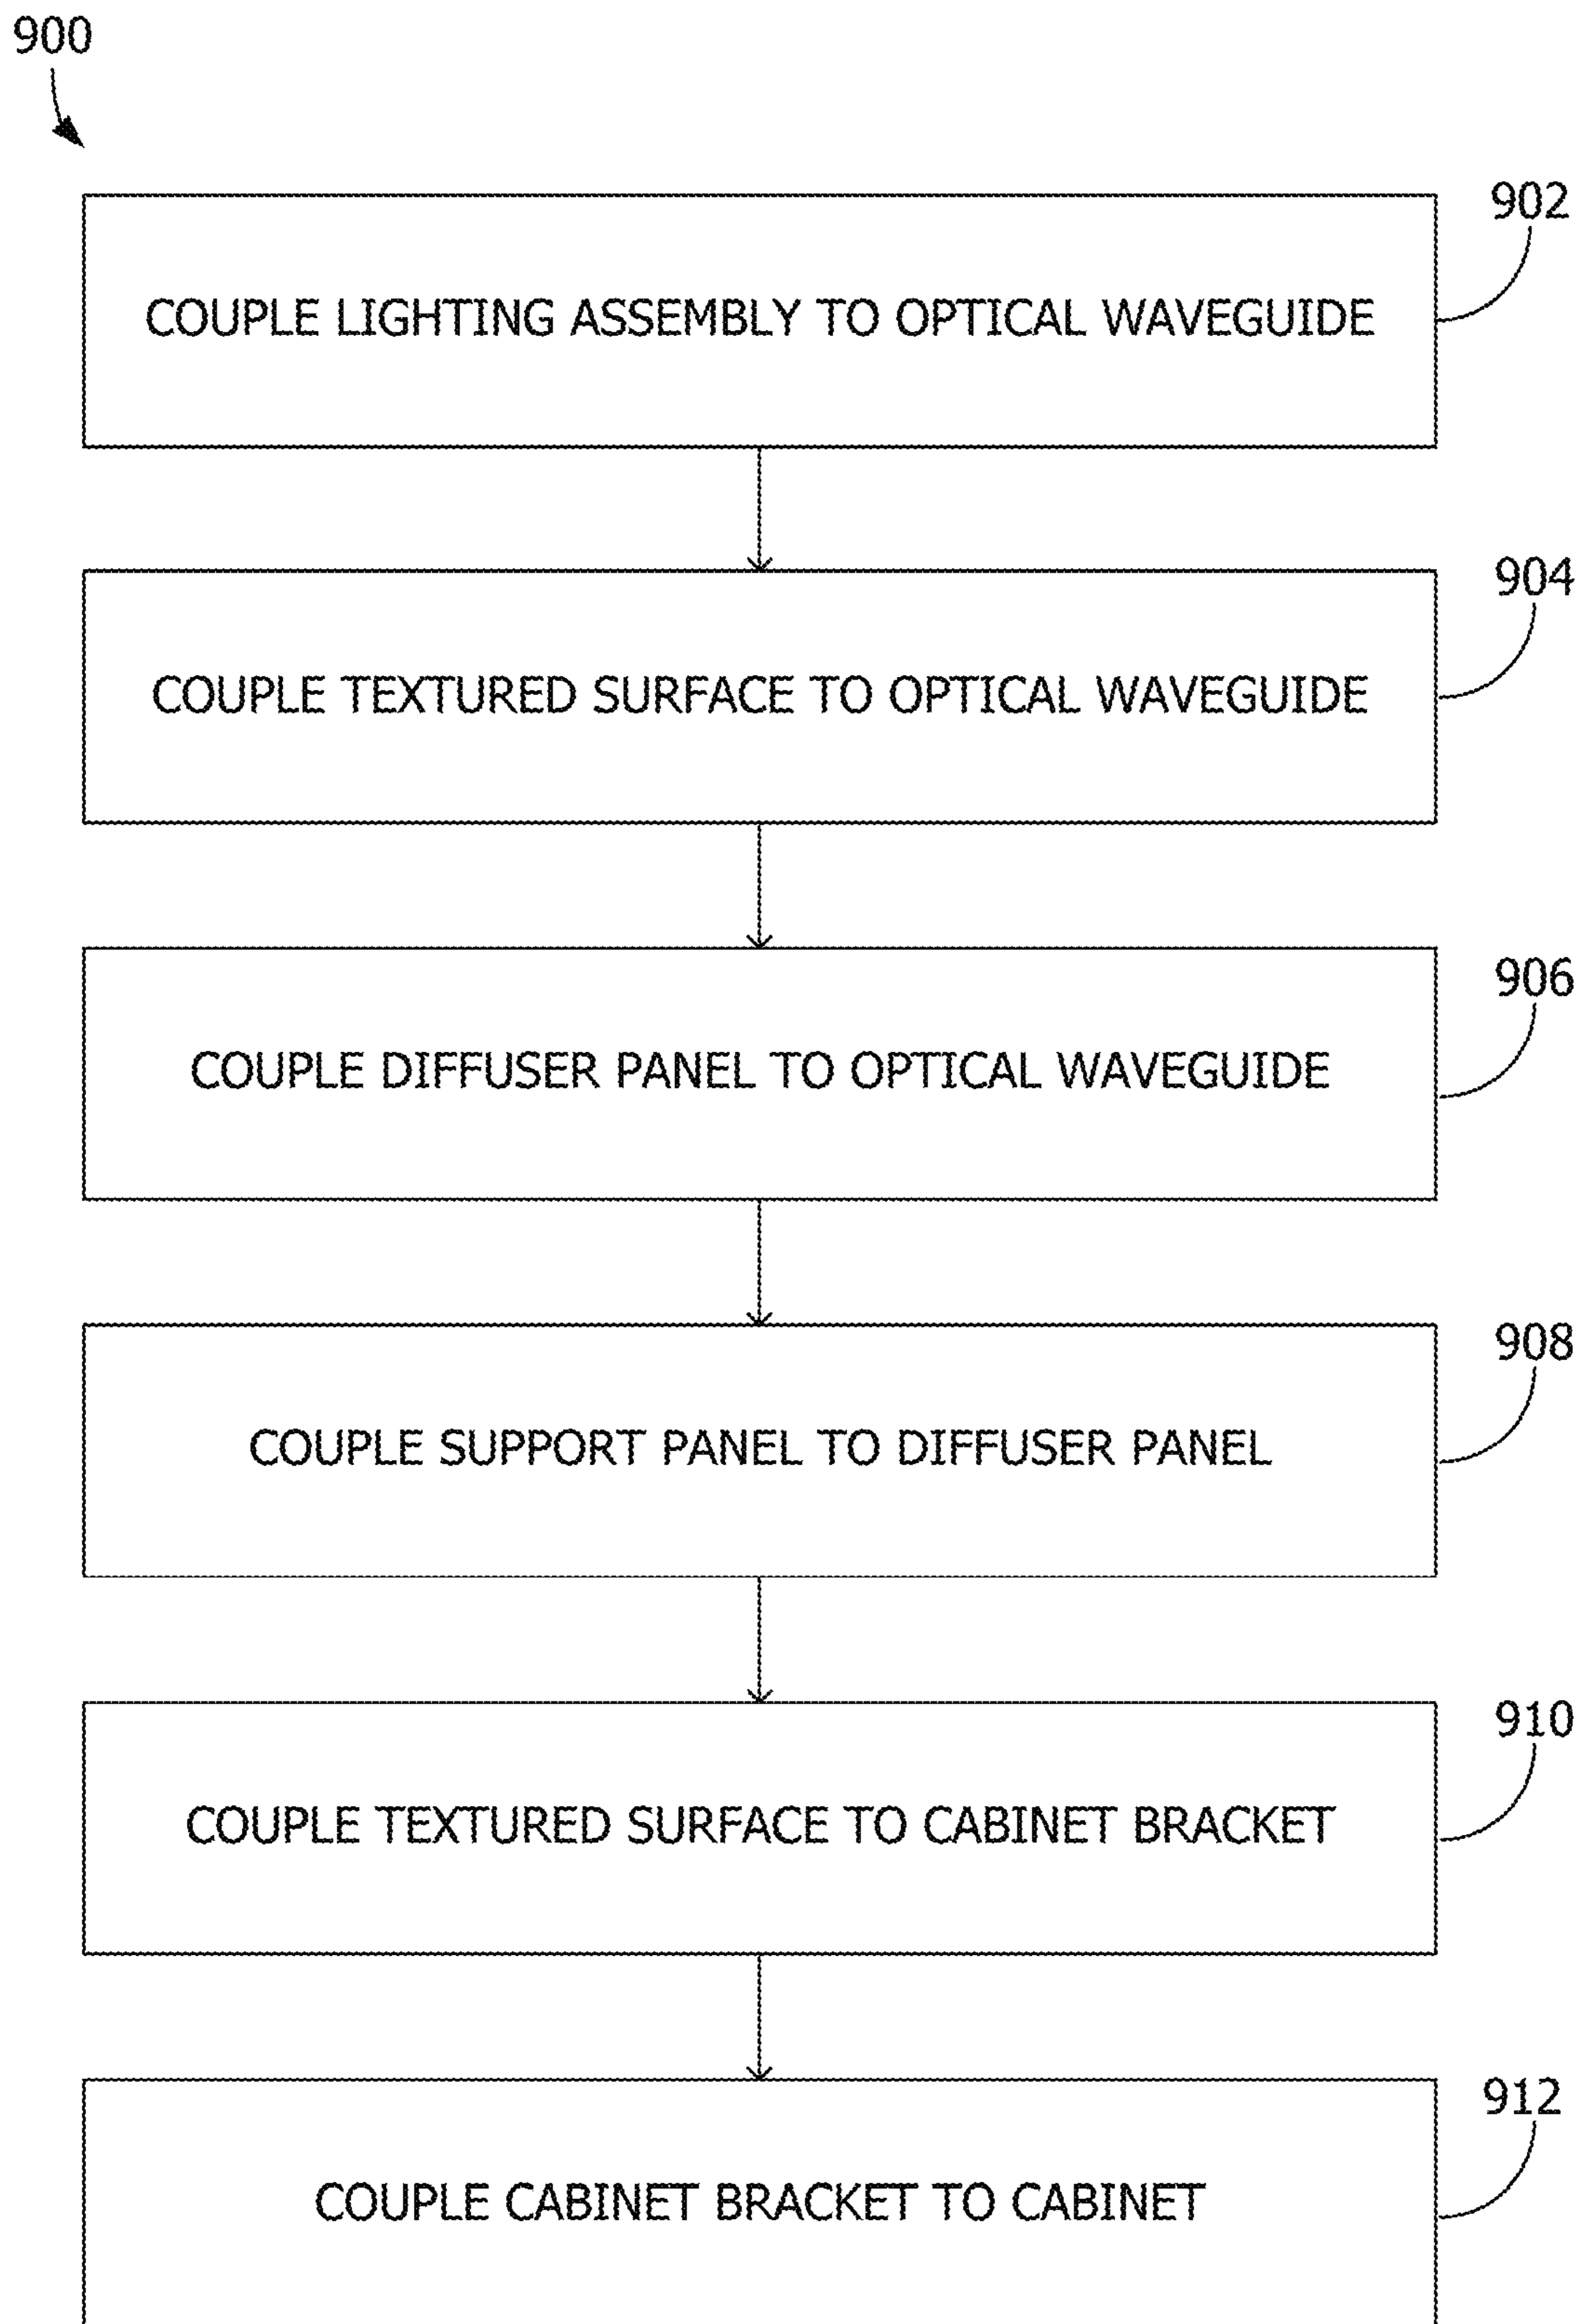 900
902
COUPLE LIGHTING ASSEMBLY TO OPTICAL WAVEGUIDE
904
COUPLE TEXTURED SURFACE TO OPTICAL WAVEGUIDE
906
COUPLE DIFFUSER PANEL TO OPTICAL WAVEGUIDE
908
COUPLE SUPPORT PANEL TO DIFFUSER PANEL
910
COUPLE TEXTURED SURFACE TO CABINET BRACKET
912
COUPLE CABINET BRACKET TO CABINET